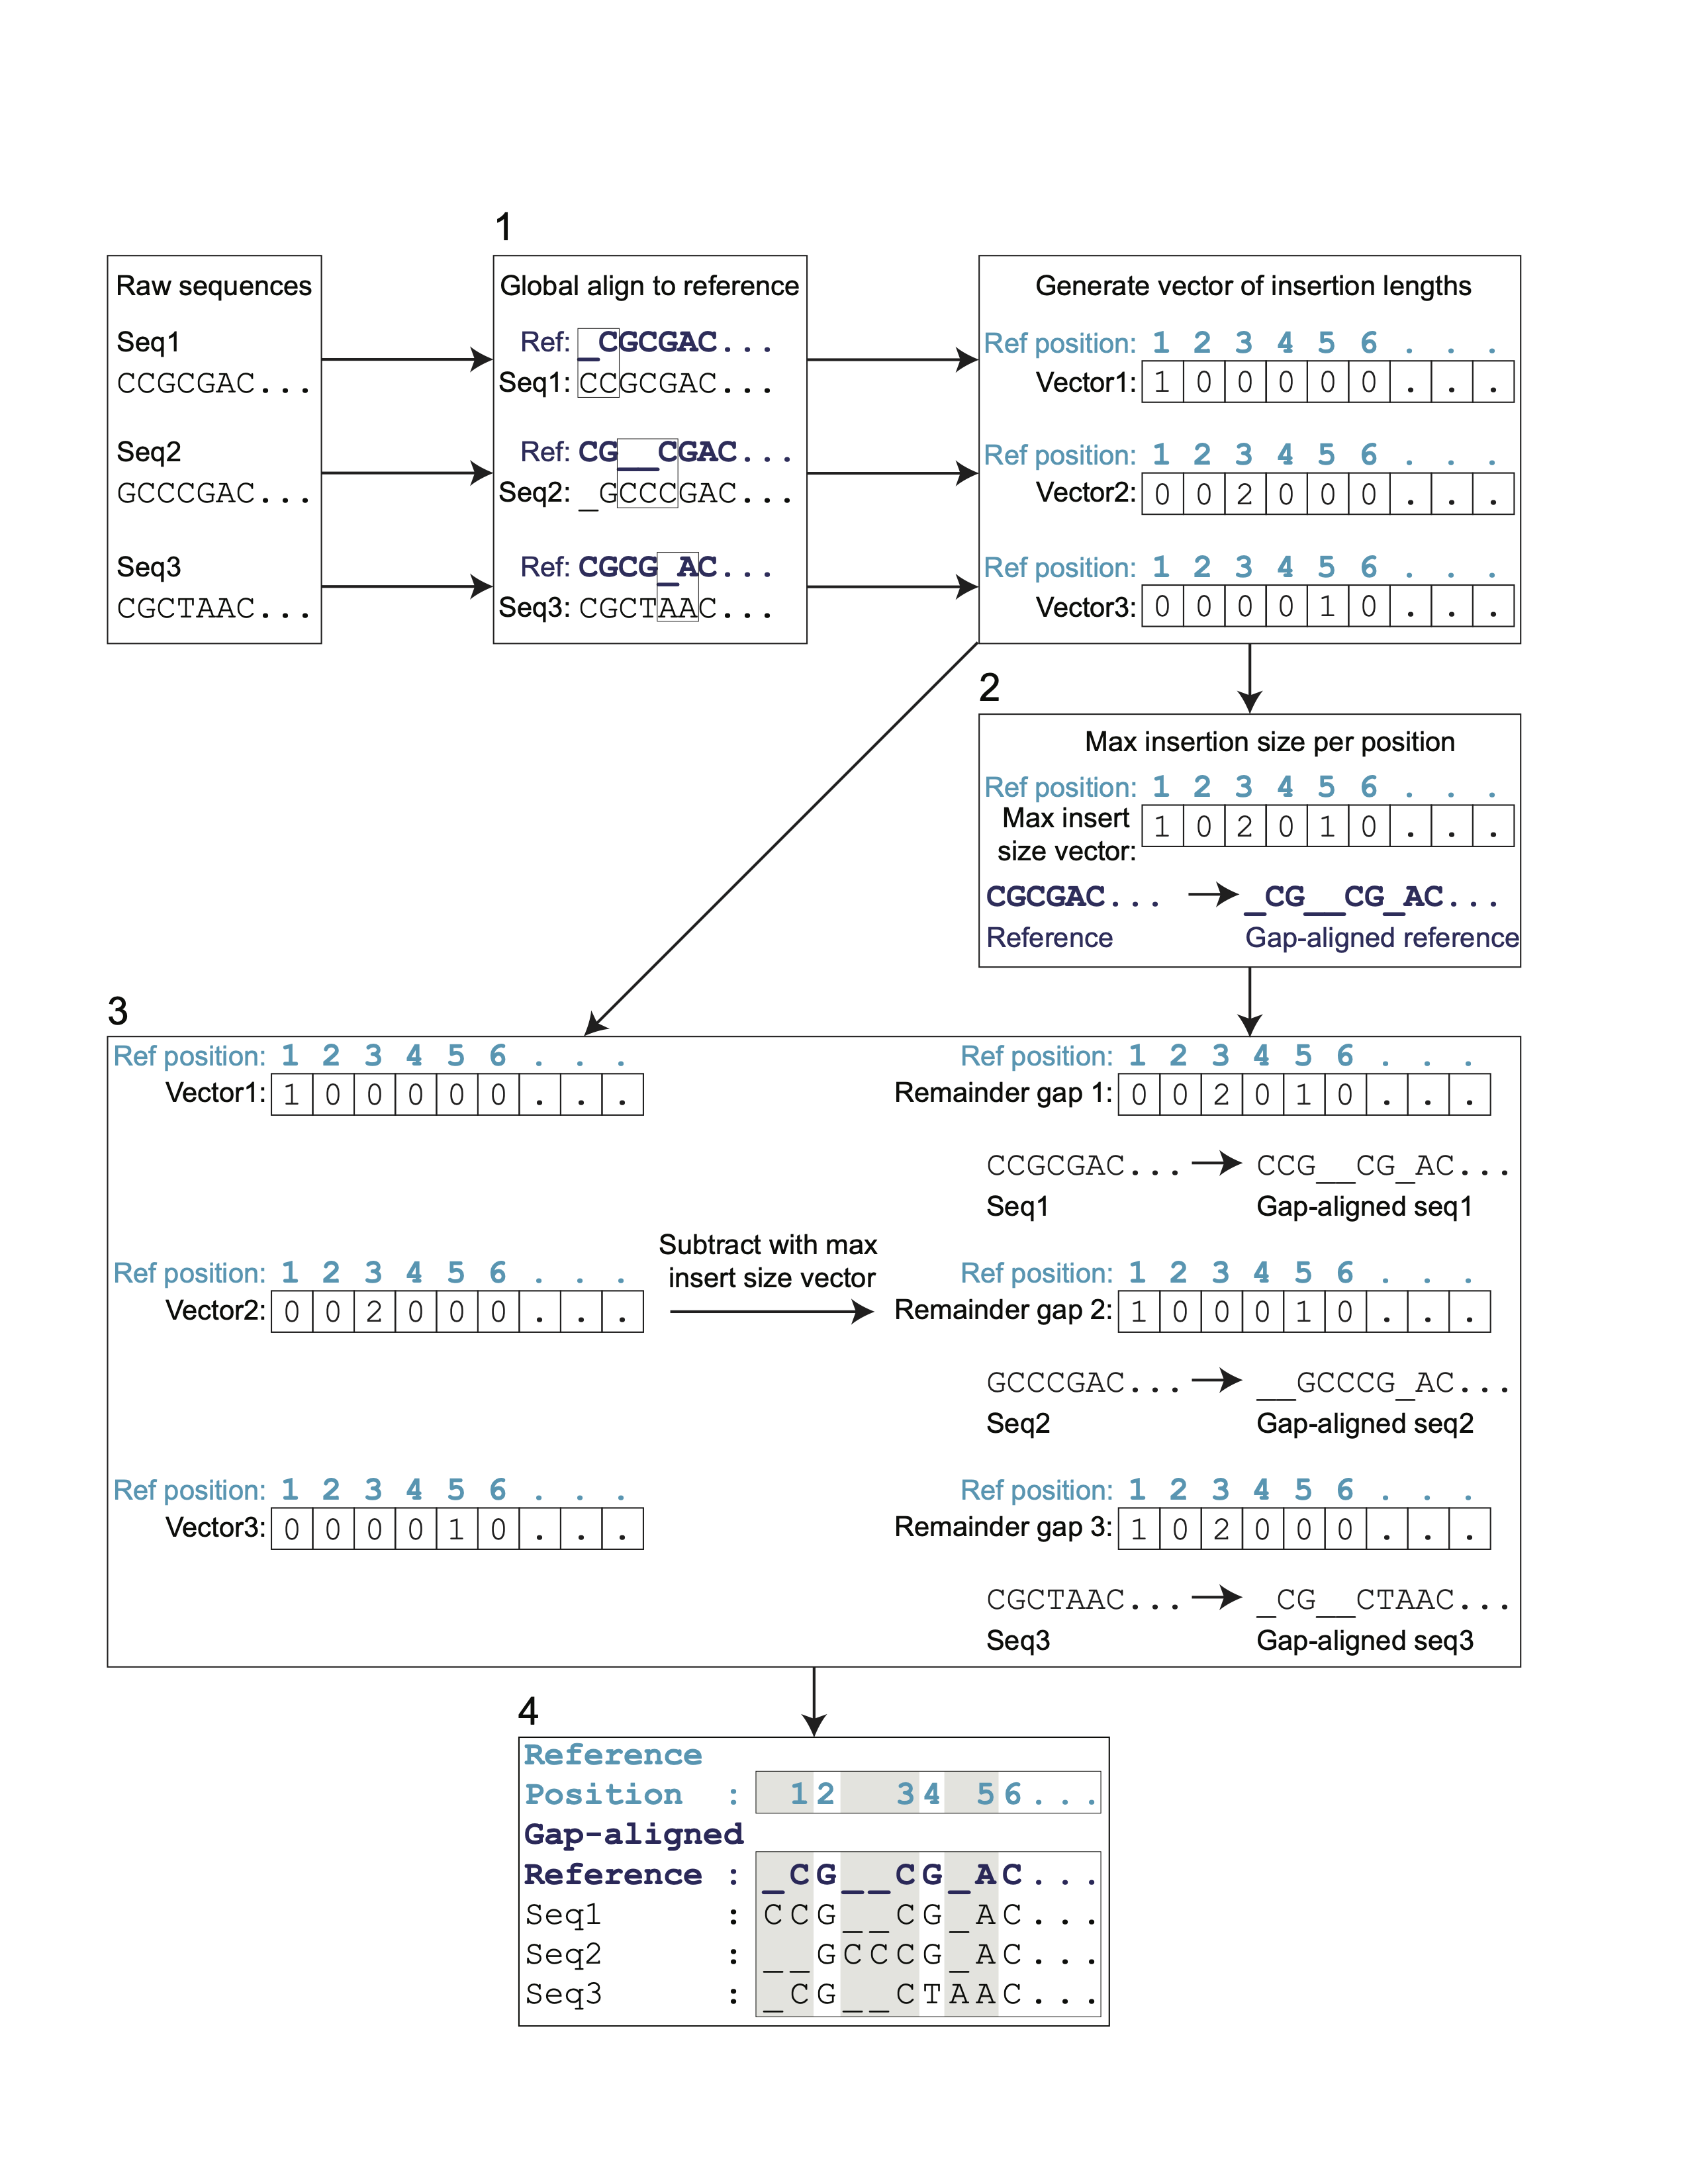 1
Raw sequences
Seq1
CCGCGAC...
Seq2
GCCCGAC...
Seq3
CGCTAAC...
Global align to reference
Ref: _CGCGAC...
Seq1: CCGCGAC...
Ref: CG__CGAC...
Seq2: _GCCCGAC...
Ref: CGCG_AC...
Seq3: CGCTAAC...
Generate vector of insertion lengths
Ref position: 1 2 3 4 5 6 . . .
Vector1: 1 0 0 0 0 0 . . .
Ref position: 1 2 3 4 5 6 . . .
Vector2: 0 0 2 0 0 0 . . .
Ref position: 1 2 3 4 5 6 . . .
Vector3: 0 0 0 0 1 0 . . .
2
Max insertion size per position
Ref position: 1 2 3 4 5 6 . . .
Max insert
size vector:
1 0 2 0 1 0 . . .
CGCGAC... _CG__CG_AC...
Reference Gap-aligned reference
3
Ref position: 1 2 3 4 5 6 . . .
Vector1: 1 0 0 0 0 0 . . .
Ref position: 1 2 3 4 5 6 . . .
Remainder gap 1: 0 0 2 0 1 0 . . .
CCGCGAC... CCG__CG_AC...
Seq1 Gap-aligned seq1
Ref position: 1 2 3 4 5 6 . . .
Vector2: 0 0 2 0 0 0 . . .
Subtract with max
insert size vector
Ref position: 1 2 3 4 5 6 . . .
Remainder gap 2: 1 0 0 0 1 0 . . .
GCCCGAC... __GCCCG_AC...
Seq2 Gap-aligned seq2
Ref position: 1 2 3 4 5 6 . . .
Vector3: 0 0 0 0 1 0 . . .
Ref position: 1 2 3 4 5 6 . . .
Remainder gap 3: 1 0 2 0 0 0 . . .
CGCTAAC... _CG__CTAAC...
Seq3 Gap-aligned seq3
4
Reference
Position : 12 34 56...
Gap-aligned
Reference : _CG__CG_AC...
Seq1 : CCG__CG_AC...
Seq2 : __GCCCG_AC...
Seq3 : _CG__CTAAC...